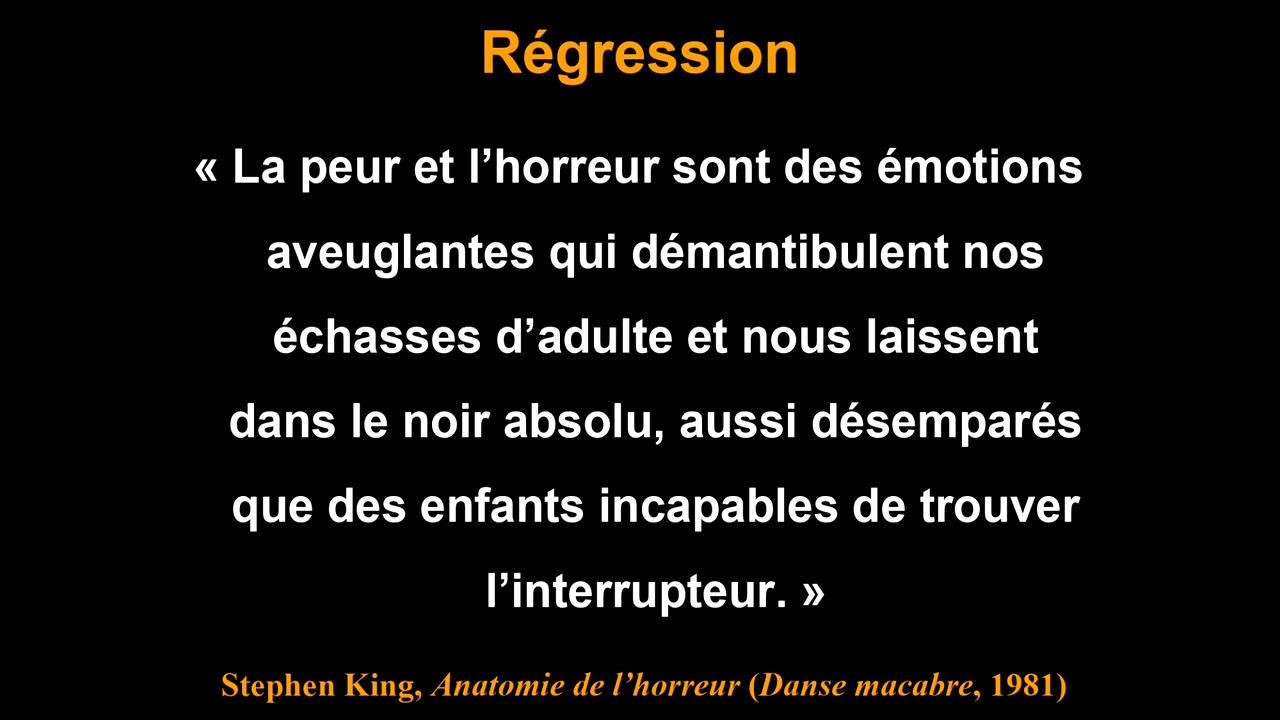 Régression
« La peur et l’horreur sont des émotions
aveuglantes qui démantibulent nos
échasses d’adulte et nous laissent
dans le noir absolu, aussi désemparés
que des enfants incapables de trouver
l’interrupteur. »
Stephen King, Anatomie de l’horreur (Danse macabre, 1981)